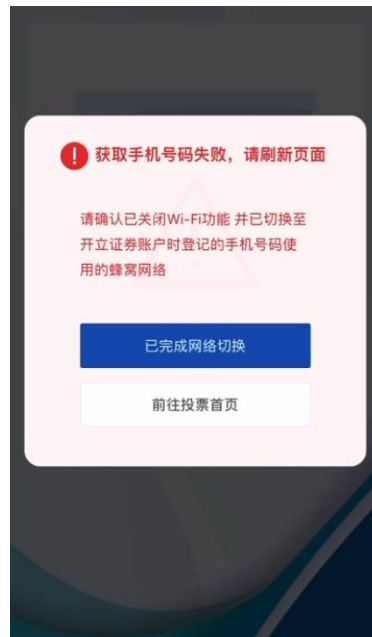 获取手机号码失败，请刷新页面
请确认已关闭Wi-Fi功能 并已切换至
开立证券账户时登记的手机号码使
用的蜂窝网络
已完成网络切换
前往投票首页